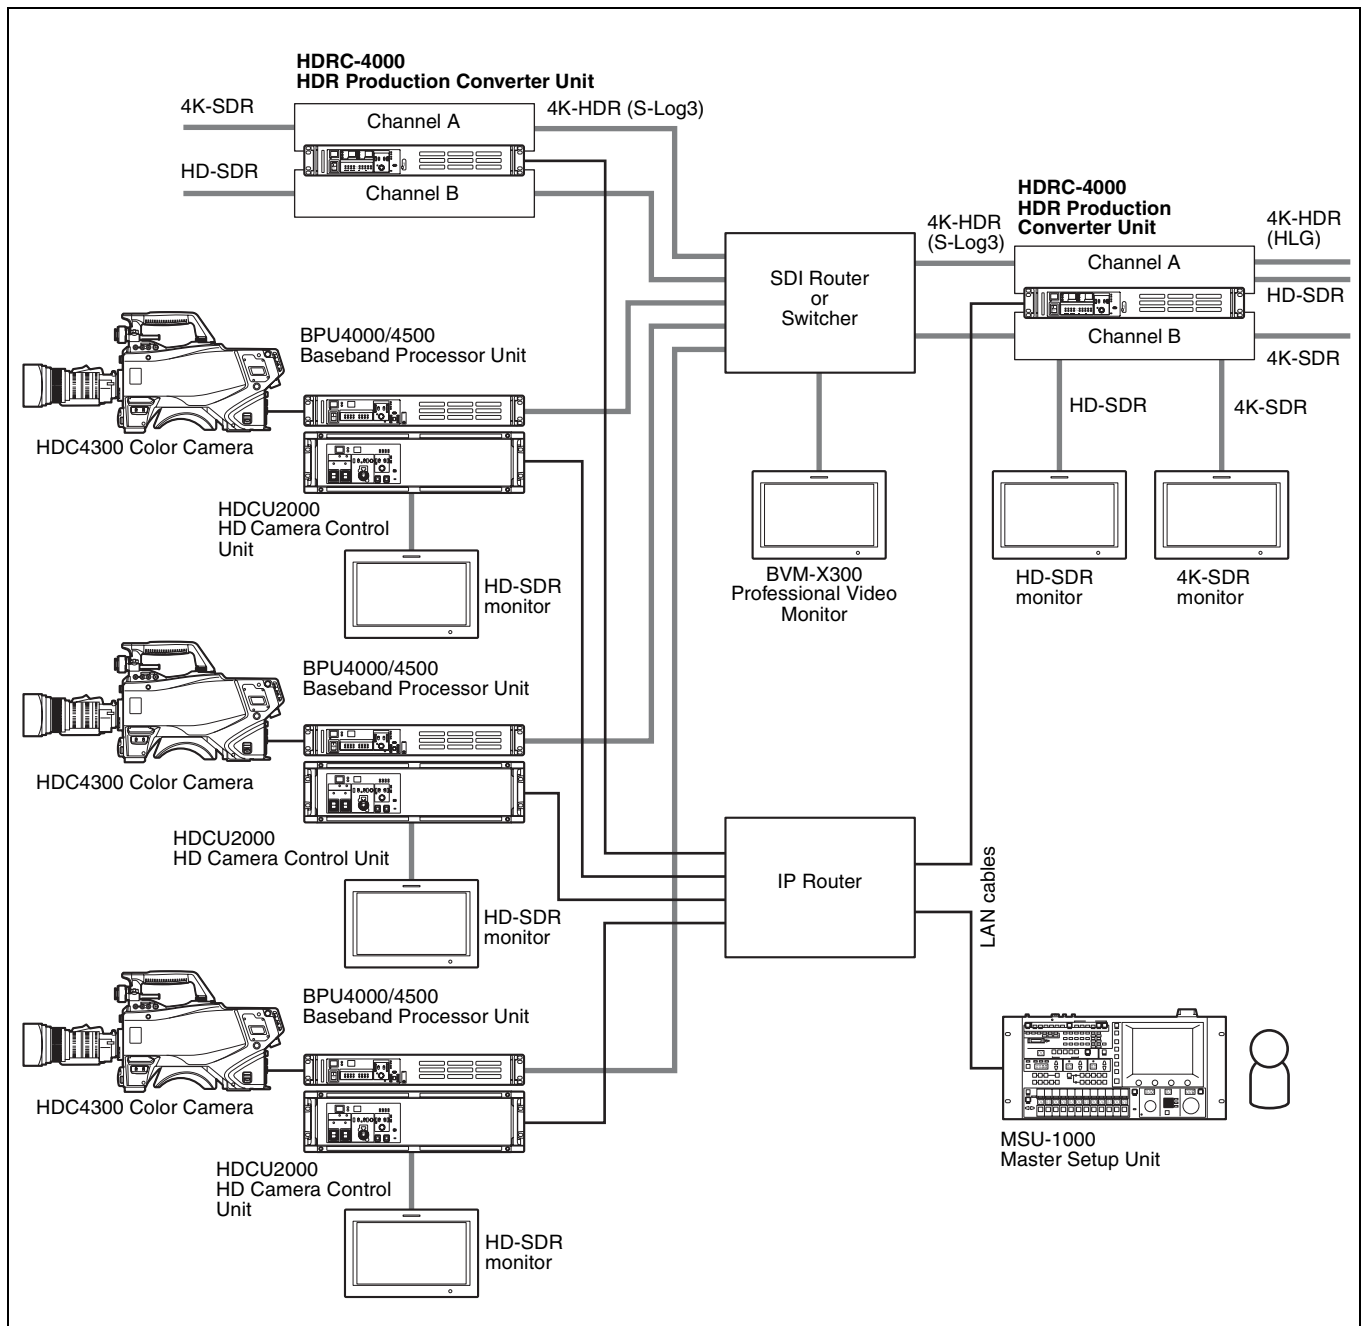 HDRC-4000
HDR Production Converter Unit
4K-SDR
Channel A
4K-HDR (S-Log3)
HD-SDR
Channel B
HDRC-4000
HDR Production
Converter Unit
4K-HDR
(S-Log3)
4K-HDR
(HLG)
Channel A
HD-SDR
Channel B
4K-SDR
SDI Router
or
Switcher
HD-SDR
4K-SDR
BPU4000/4500
Baseband Processor Unit
HDC4300 Color Camera
HDCU2000
HD Camera Control
Unit
HD-SDR
monitor
BVM-X300
Professional Video
Monitor
HD-SDR
monitor
4K-SDR
monitor
BPU4000/4500
Baseband Processor Unit
HDC4300 Color Camera
HDCU2000
HD Camera Control Unit
HD-SDR
monitor
IP Router
LAN cables
BPU4000/4500
Baseband Processor Unit
HDC4300 Color Camera
HDCU2000
HD Camera Control
Unit
HD-SDR
monitor
MSU-1000
Master Setup Unit